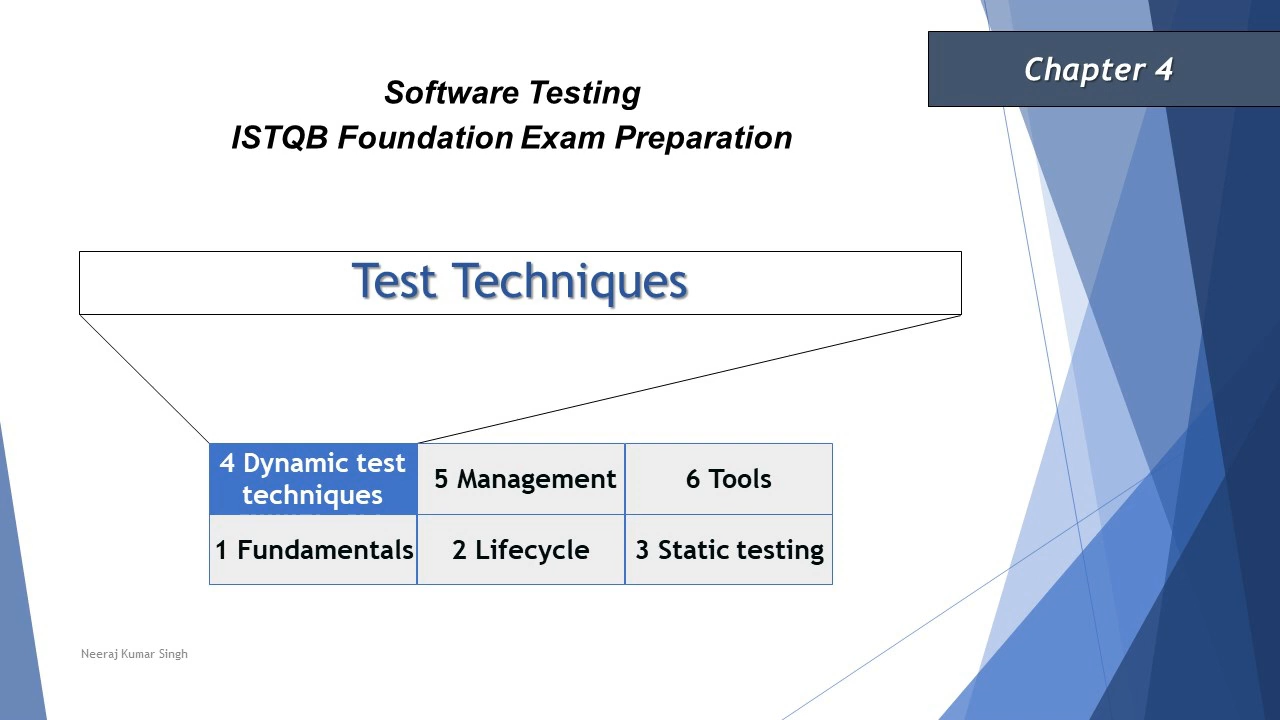 Chapter 4
Software Testing
ISTQB Foundation Exam Preparation
Test Techniques
4 Dynamic test
techniques
5 Management
6 Tools
1 Fundamentals
2 Lifecycle
3 Static testing
Neeraj Kumar Singh